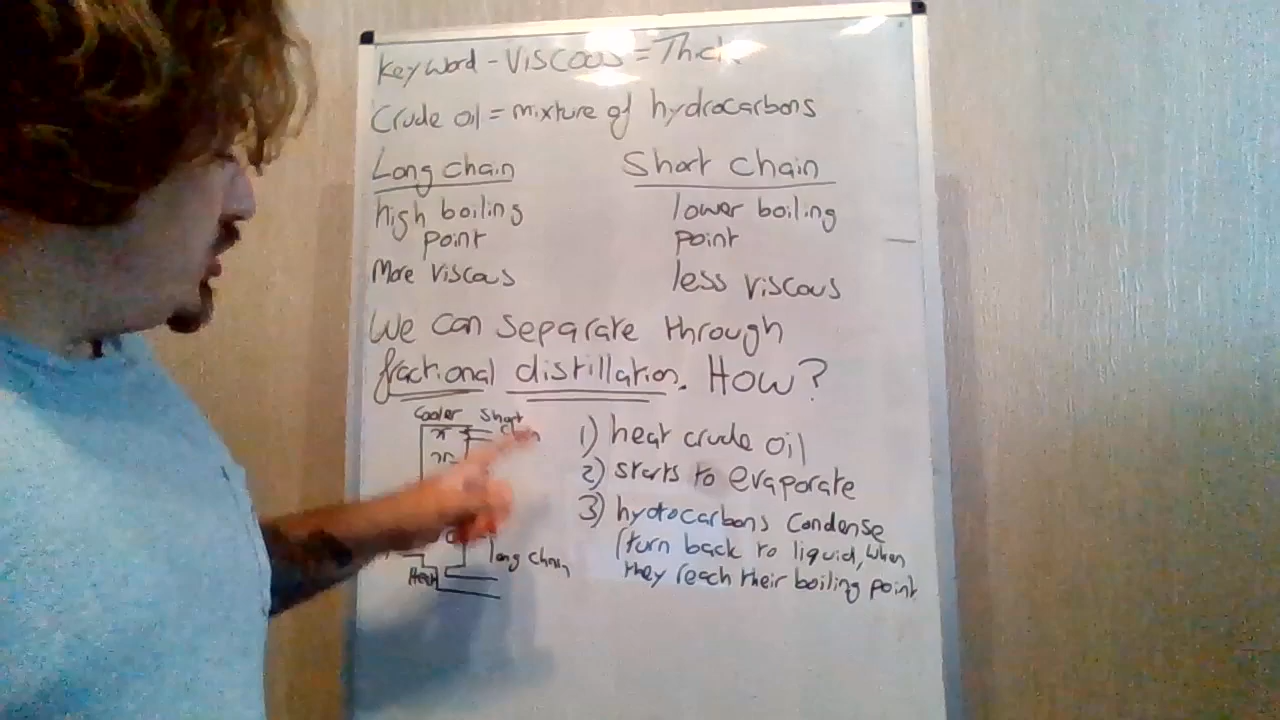 Keyword - Viscous = Thick
Crude oil = mixture of hydrocarbons
Long chain
Short chain
high boiling
point
More viscous
lower boiling
point
less viscous
We can separate through
fractional distillation. How?
Cooler Short
long chain
Heat
1) heat crude oil
2) starts to evaporate
3) hydrocarbons condense
(turn back to liquid, when
they reach their boiling point